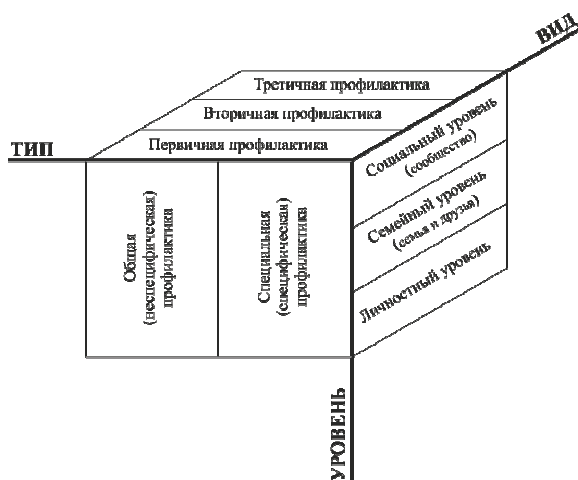 ВИД
Третичная профилактика
Вторичная профилактика
Первичная профилактика
ТИП
Социальный уровень
(сообщество)
Семейный уровень
(семья и друзья)
Личностный уровень
Общая
(неспецифическая)
профилактика
Специальная
(специфическая)
профилактика
УРОВЕНЬ